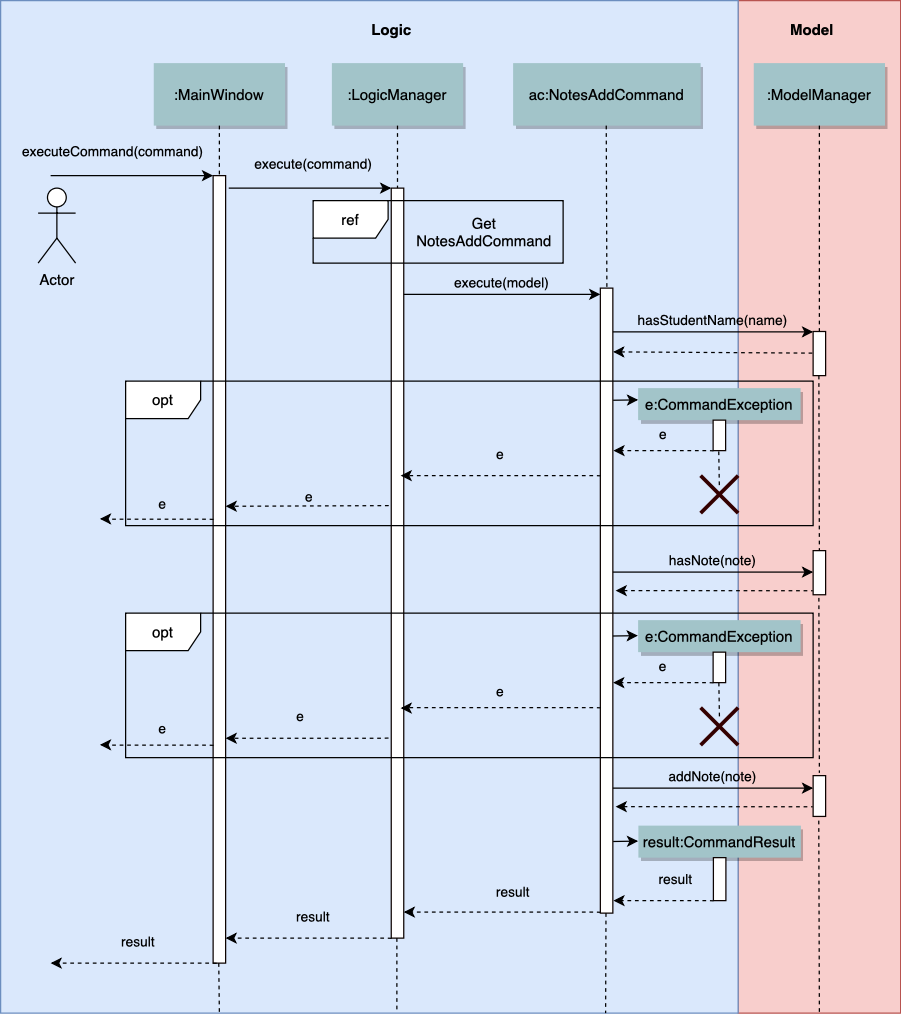 Logic
Model
:MainWindow
:LogicManager
ac:NotesAddCommand
:ModelManager
executeCommand(command)
execute(command)
Actor
ref
Get
NotesAddCommand
execute(model)
hasStudentName(name)
opt
e:CommandException
e
e
e
e
hasNote(note)
opt
e:CommandException
e
e
e
e
addNote(note)
result:CommandResult
result
result
result
result